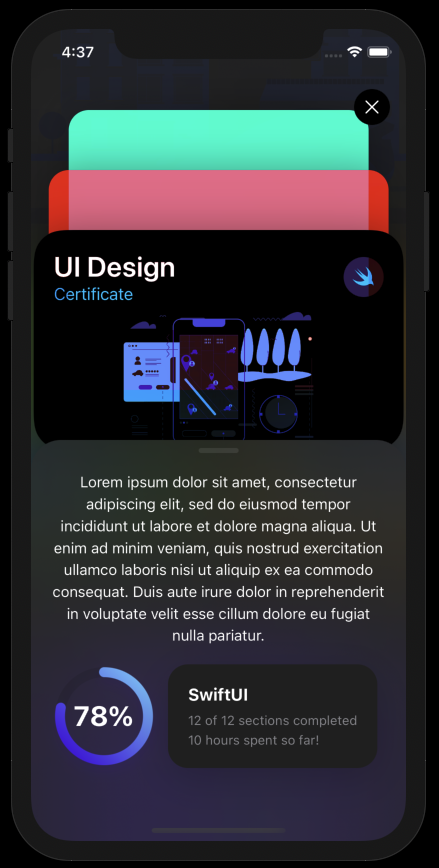 4:37
UI Design
Certificate
Lorem ipsum dolor sit amet, consectetur
adipiscing elit, sed do eiusmod tempor
incididunt ut labore et dolore magna aliqua. Ut
enim ad minim veniam, quis nostrud exercitation
ullamco laboris nisi ut aliquip ex ea commodo
consequat. Duis aute irure dolor in reprehenderit
in voluptate velit esse cillum dolore eu fugiat
nulla pariatur.
78%
SwiftUI
12 of 12 sections completed
10 hours spent so far!